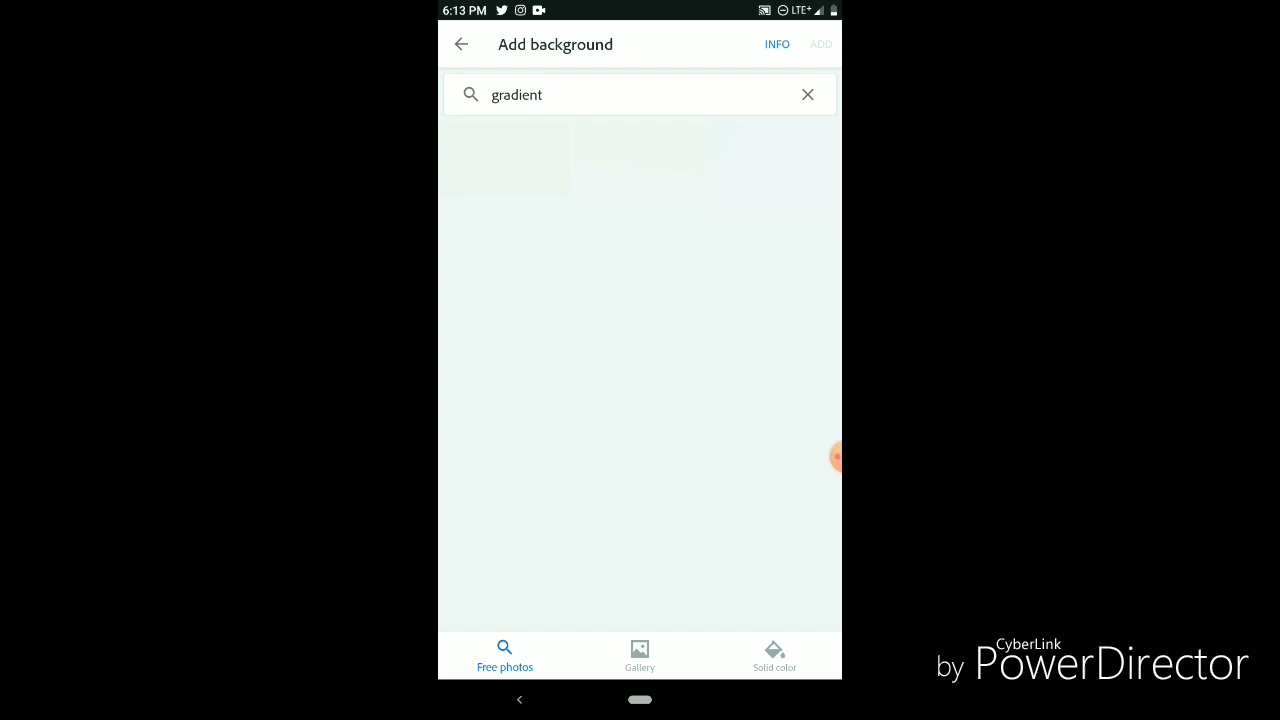 6:13 PM LTE+
Add background INFO ADD
gradient
Free photos Gallery Solid color
CyberLink
by PowerDirector